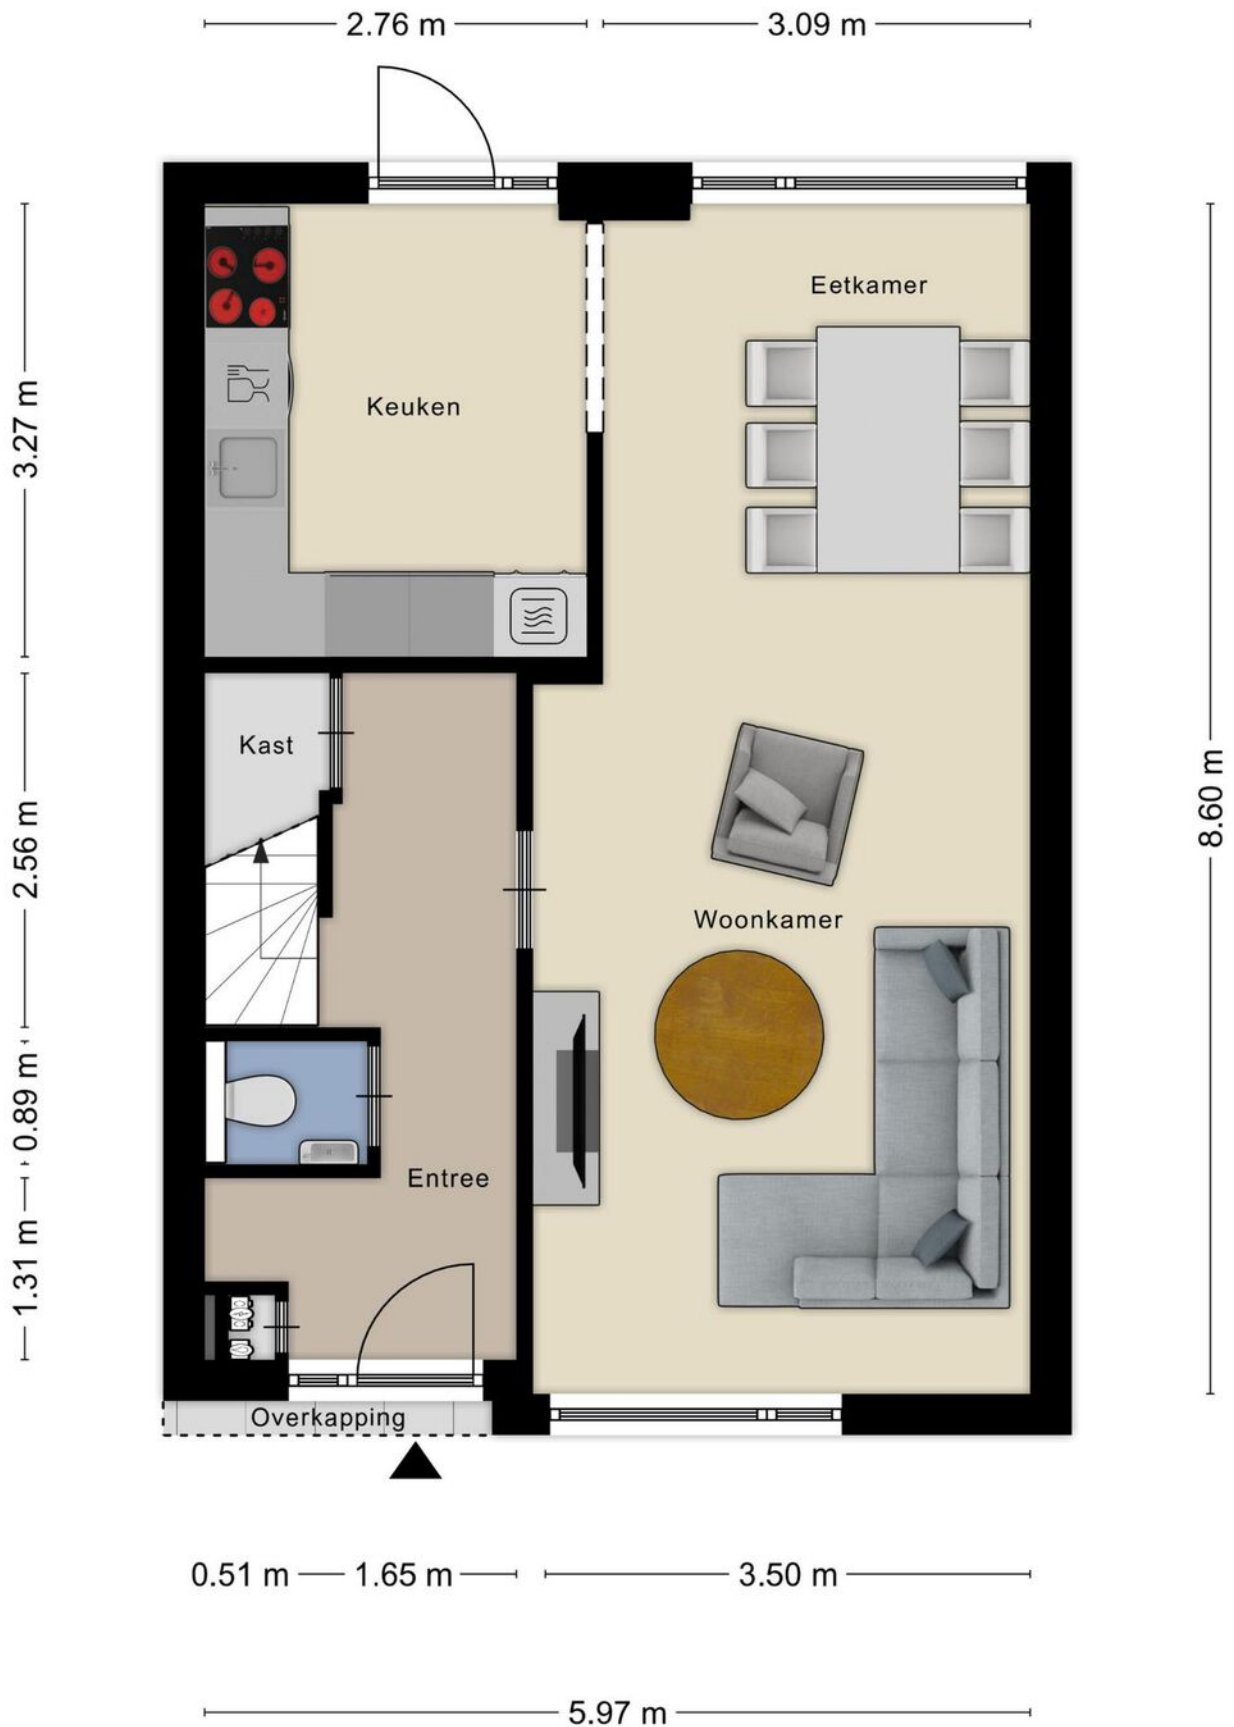 2.76 m
3.09 m
Eetkamer
Keuken
3.27 m
Kast
2.56 m
8.60 m
Woonkamer
0.89 m
Entree
1.31 m
Overkapping
0.51 m
1.65 m
3.50 m
5.97 m